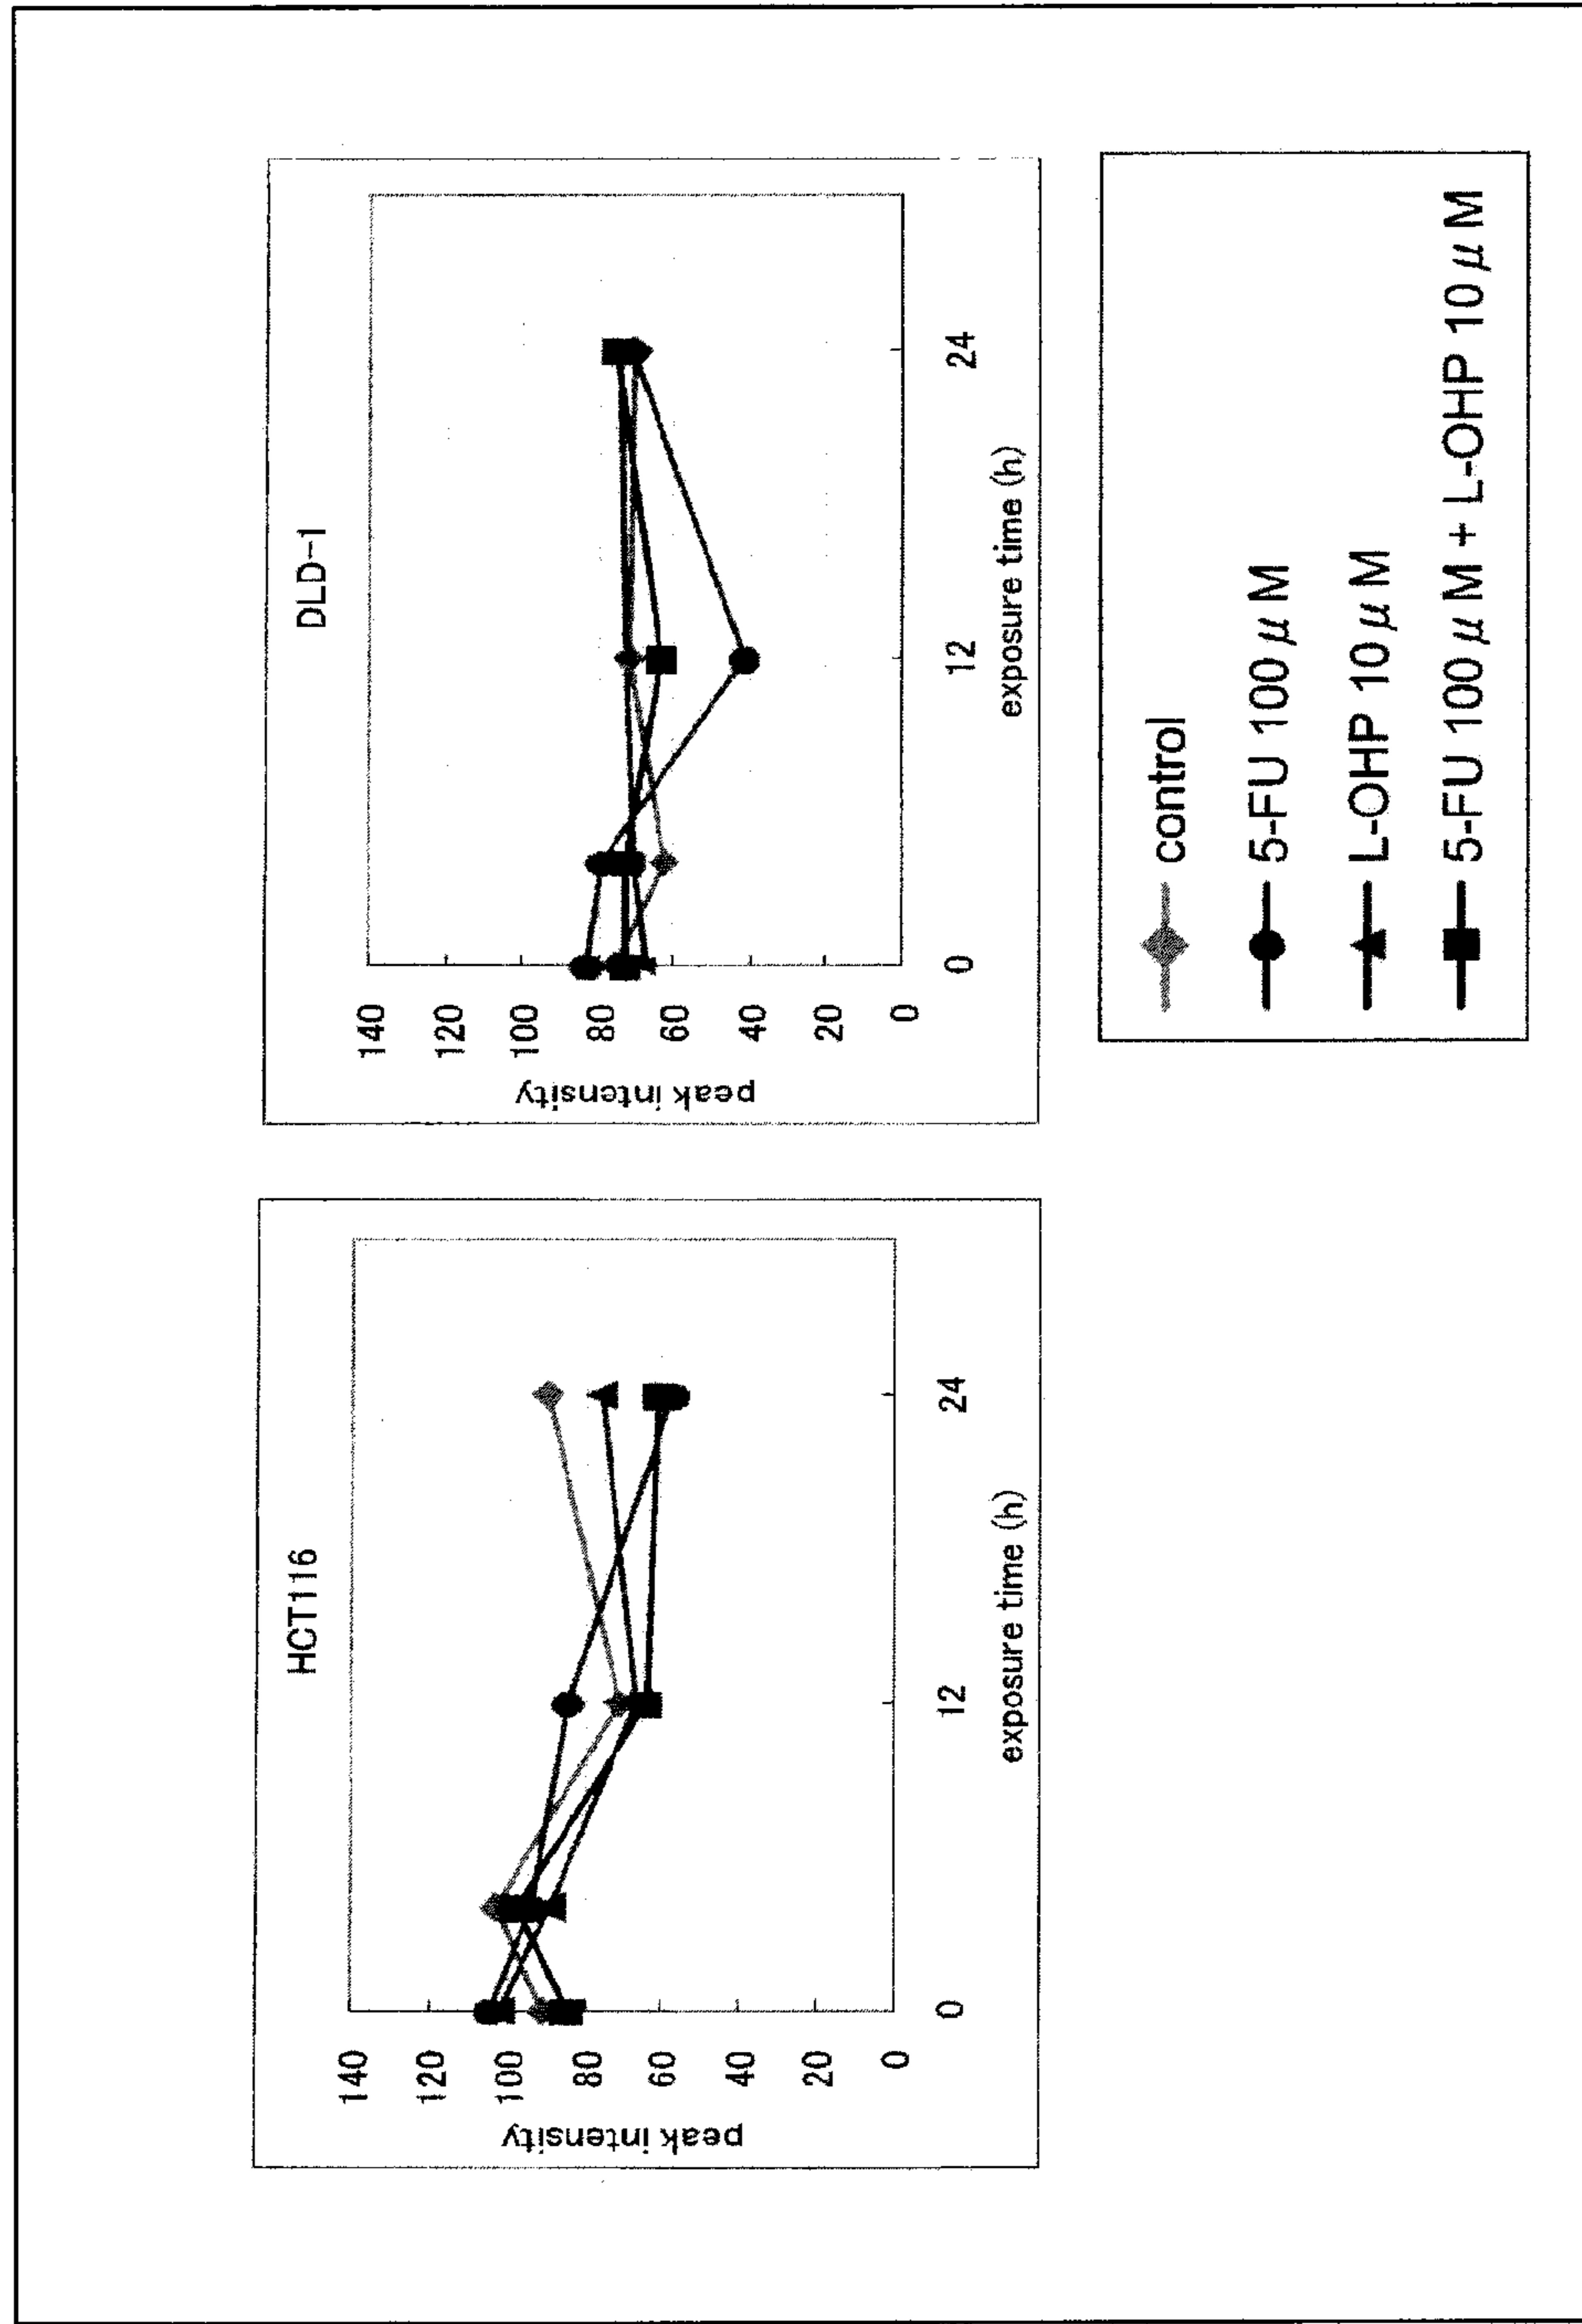 HCT116
peak intensity
140
120
100
80
60
40
20
0
0
12
24
exposure time (h)
DLD-1
peak intensity
140
120
100
80
60
40
20
0
0
12
24
exposure time (h)
control
5-FU 100 μ M
L-OHP 10 μ M
5-FU 100 μ M + L-OHP 10 μ M